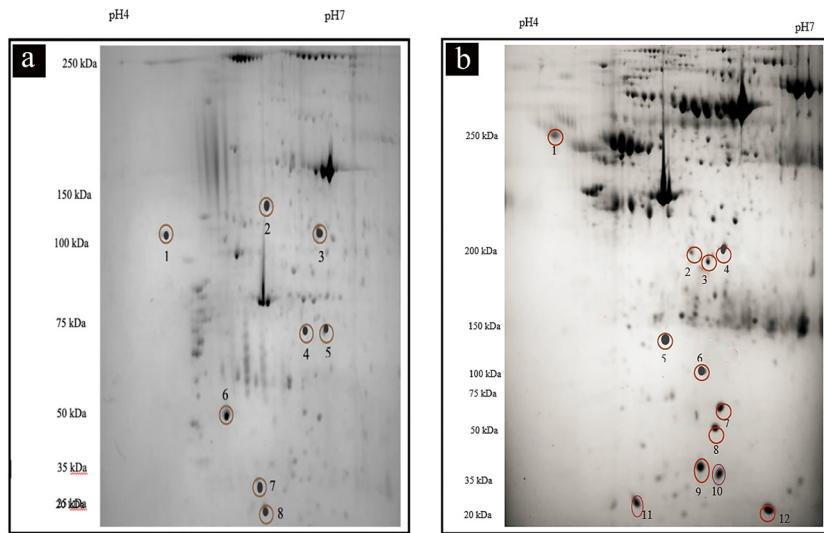 pH4 pH7
a
250 kDa
150 kDa
100 kDa
75 kDa
50 kDa
35 kDa
25 kDa
1
2
3
4 5
6
7
8
pH4 pH7
b
250 kDa
200 kDa
150 kDa
100 kDa
75 kDa
50 kDa
35 kDa
20 kDa
1
2 3 4
5 6
7
8
9 10
11 12